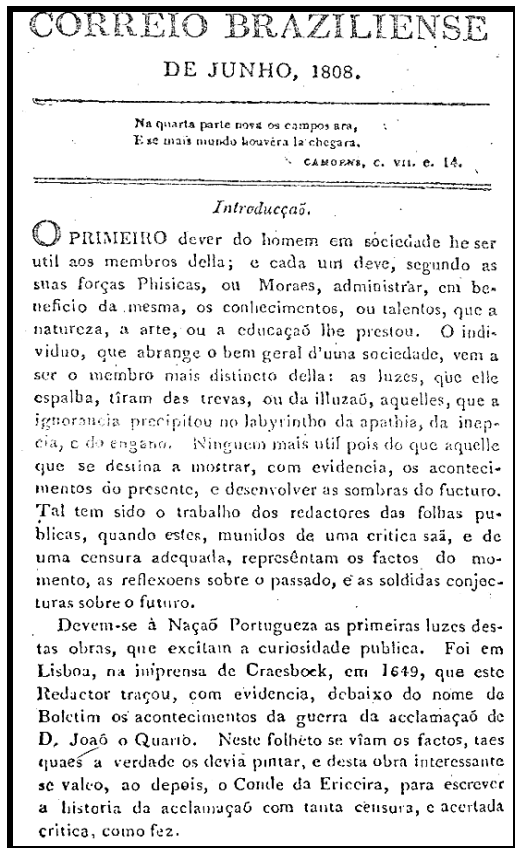 CORREIO BRAZILIENSE
DE JUNHO, 1808.
Na quarta parte nova os campos ara,
E se mais mundo houvéra la chegara.
CAMOENS, C. VII. e. 14.
Introducçaõ.
O PRIMEIRO dever do homem em sociedade he ser
util aos membros della; e cada um deve, segundo as
suas forças Phisicas, ou Moraes, administrar, em be-
neficio da mesma, os conhecimentos, ou talentos, que a
natureza, a arte, ou a educaçaõ lhe prestou. O indi-
viduo, que abrange o bem geral d'uma sociedade, vem a
ser o membro mais distincto della: as luzes, que elle
espalha, tîram das trevas, ou da illuzaõ, aquelles, que a
ignorancia precipitou no labyrintho da apathia, da inep-
cia, e do engano. Ninguem mais util pois do que aquelle
que se destina a mostrar, com evidencia, os aconteci-
mentos do presente, e desenvolver as sombras do fucturo.
Tal tem sido o trabalho dos redactores das folhas pu-
blicas, quando estes, munidos de uma critica saã, e de
uma censura adequada, represêntam os factos do mo-
mento, as reflexoens sobre o passado, e as soldidas conjec-
turas sobre o futuro.
Devem-se à Naçaõ Portugueza as primeiras luzes des-
tas obras, que excitam a curiosidade publica. Foi em
Lisboa, na imprensa de Craesbeck, em 1649, que este
Redactor traçou, com evidencia, debaixo do nome de
Boletim os acontecimentos da guerra da acclamaçaõ de
D. Joaõ o Quarto. Neste folheto se vîam os factos, taes
quaes a verdade os devia pintar, e desta obra interessante
se valeo, ao depois, o Conde da Ericeira, para escrever
a historia da acclamaçaõ com tanta censura, e acertada
critica, como fez.